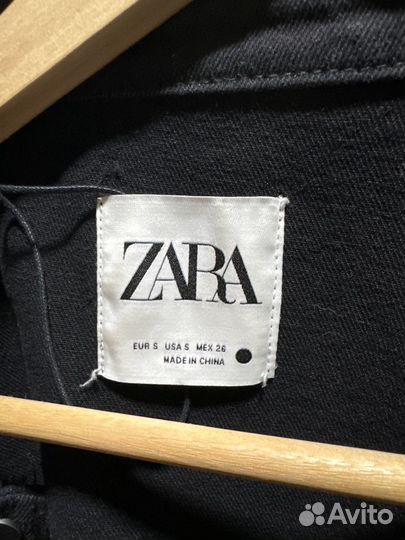 ZARA
EUR S USA S MEX 26
MADE IN CHINA
Avito